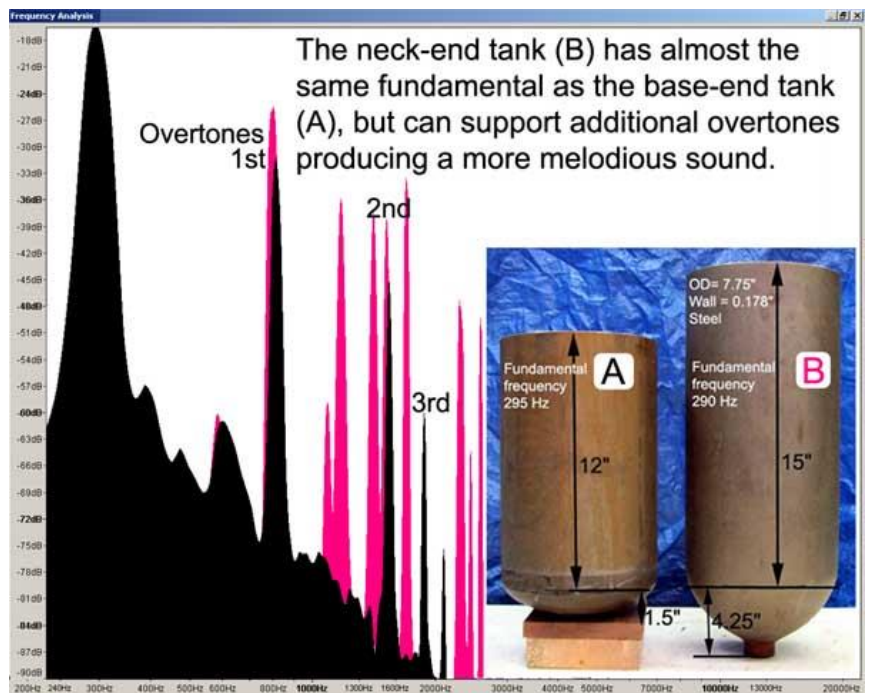 Frequency Analysis
The neck-end tank (B) has almost the
same fundamental as the base-end tank
(A), but can support additional overtones
producing a more melodious sound.
Overtones
1st
2nd
3rd
-18dB
-21dB
-24dB
-27dB
-30dB
-33dB
-36dB
-39dB
-42dB
-45dB
-48dB
-51dB
-54dB
-57dB
-60dB
-63dB
-66dB
-69dB
-72dB
-75dB
-78dB
-81dB
-84dB
-87dB
-90dB
Fundamental
frequency
295 Hz
A
12"
1.5"
OD= 7.75"
Wall = 0.178"
Steel
Fundamental
frequency
290 Hz
B
15"
4.25"
200Hz 240Hz 300Hz 400Hz 500Hz 600Hz 800Hz 1000Hz 1300Hz 1600Hz 2000Hz 3000Hz 4000Hz 5000Hz 7000Hz 10000Hz 13000Hz 20000Hz